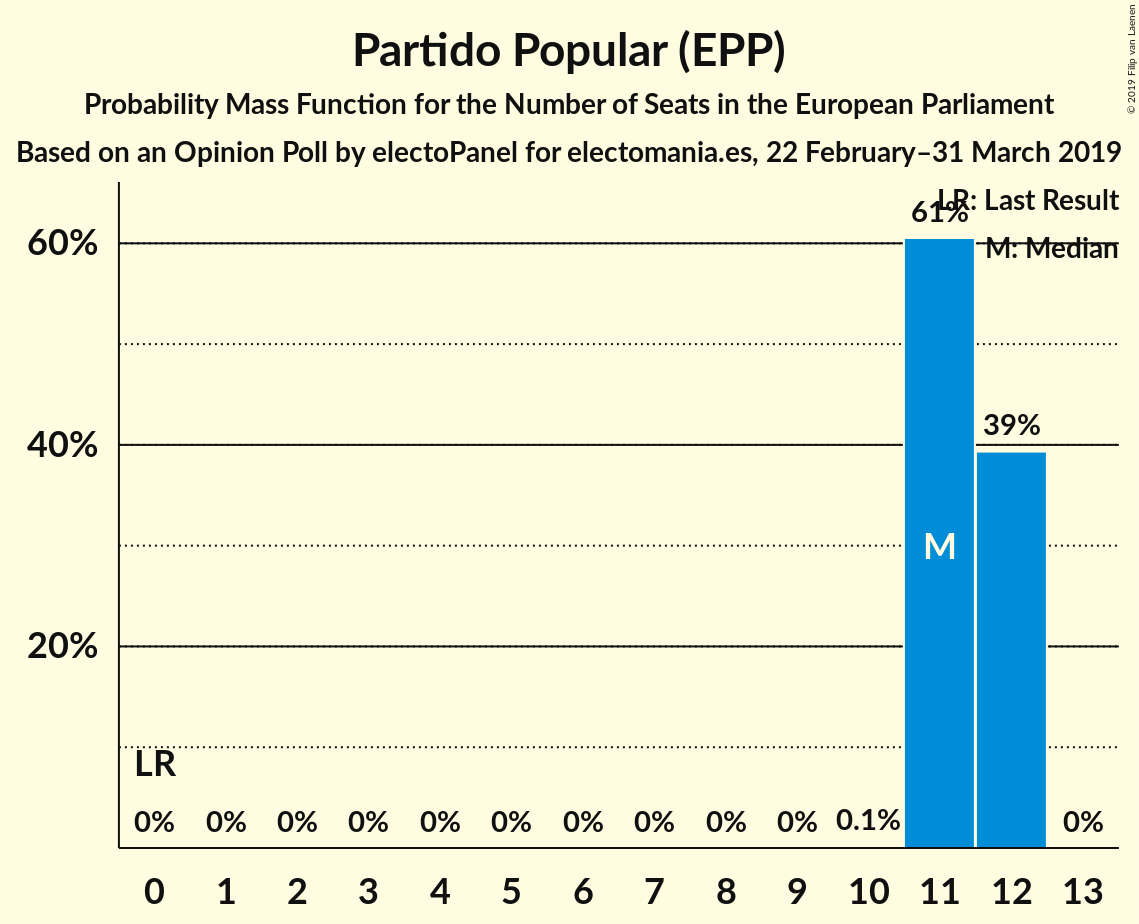 Partido Popular (EPP)
Probability Mass Function for the Number of Seats in the European Parliament
Based on an Opinion Poll by electoPanel for electomania.es, 22 February–31 March 2019
© 2019 Filip van Laenen
LR: Last Result
M: Median
61%
60%
39%
40%
M
20%
LR
0% 0% 0% 0% 0% 0% 0% 0% 0% 0% 0.1% 0%
0 1 2 3 4 5 6 7 8 9 10 11 12 13